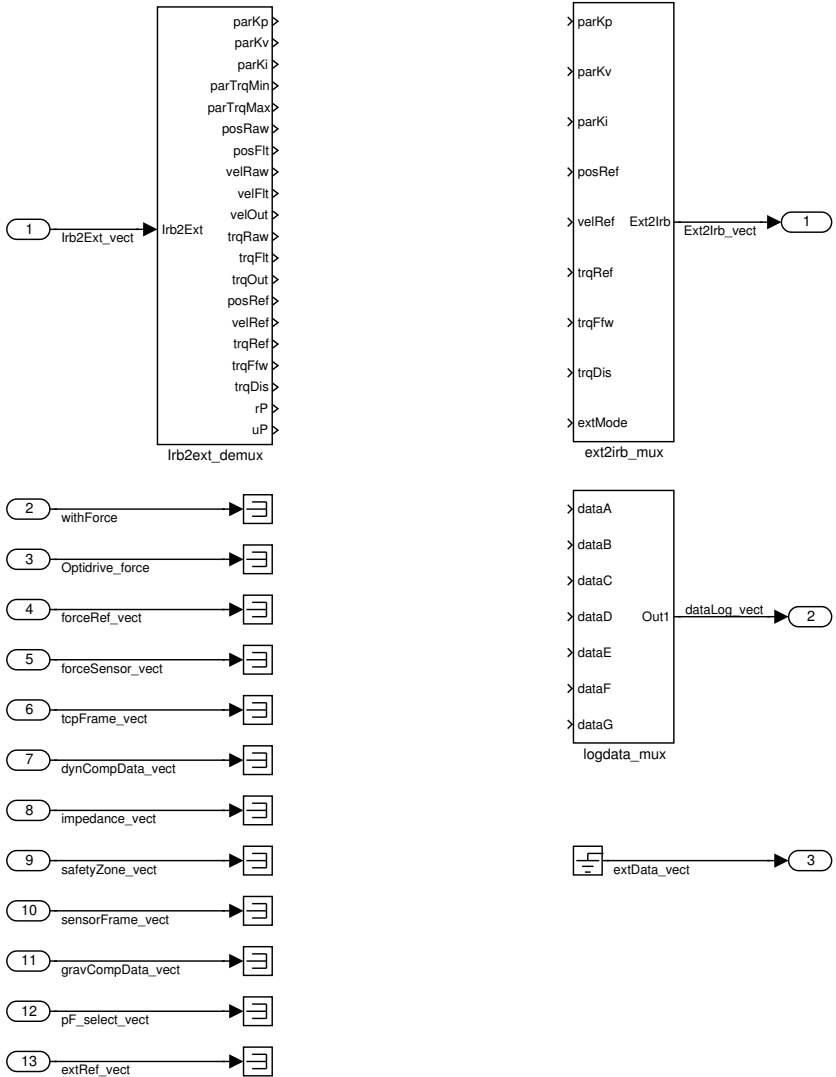 parKp
parKv
parKi
parTrqMin
parTrqMax
posRaw
posFlt
velRaw
velFlt
velOut
trqRaw
trqFlt
trqOut
posRef
velRef
trqRef
trqFfw
trqDis
rP
uP
1
Irb2Ext_vect
Irb2Ext
Irb2ext_demux
parKp
parKv
parKi
posRef
velRef
trqRef
trqFfw
trqDis
extMode
Ext2Irb
Ext2Irb_vect
1
ext2irb_mux
2
withForce
3
Optidrive_force
4
forceRef_vect
5
forceSensor_vect
6
tcpFrame_vect
7
dynCompData_vect
8
impedance_vect
9
safetyZone_vect
10
sensorFrame_vect
11
gravCompData_vect
12
pF_select_vect
13
extRef_vect
dataA
dataB
dataC
dataD
dataE
dataF
dataG
Out1
dataLog_vect
2
logdata_mux
extData_vect
3